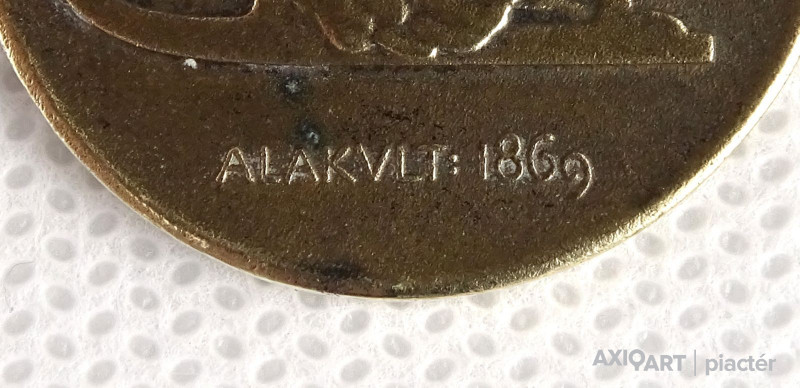 ALAKVLT: 1869
AXIOART | piactér